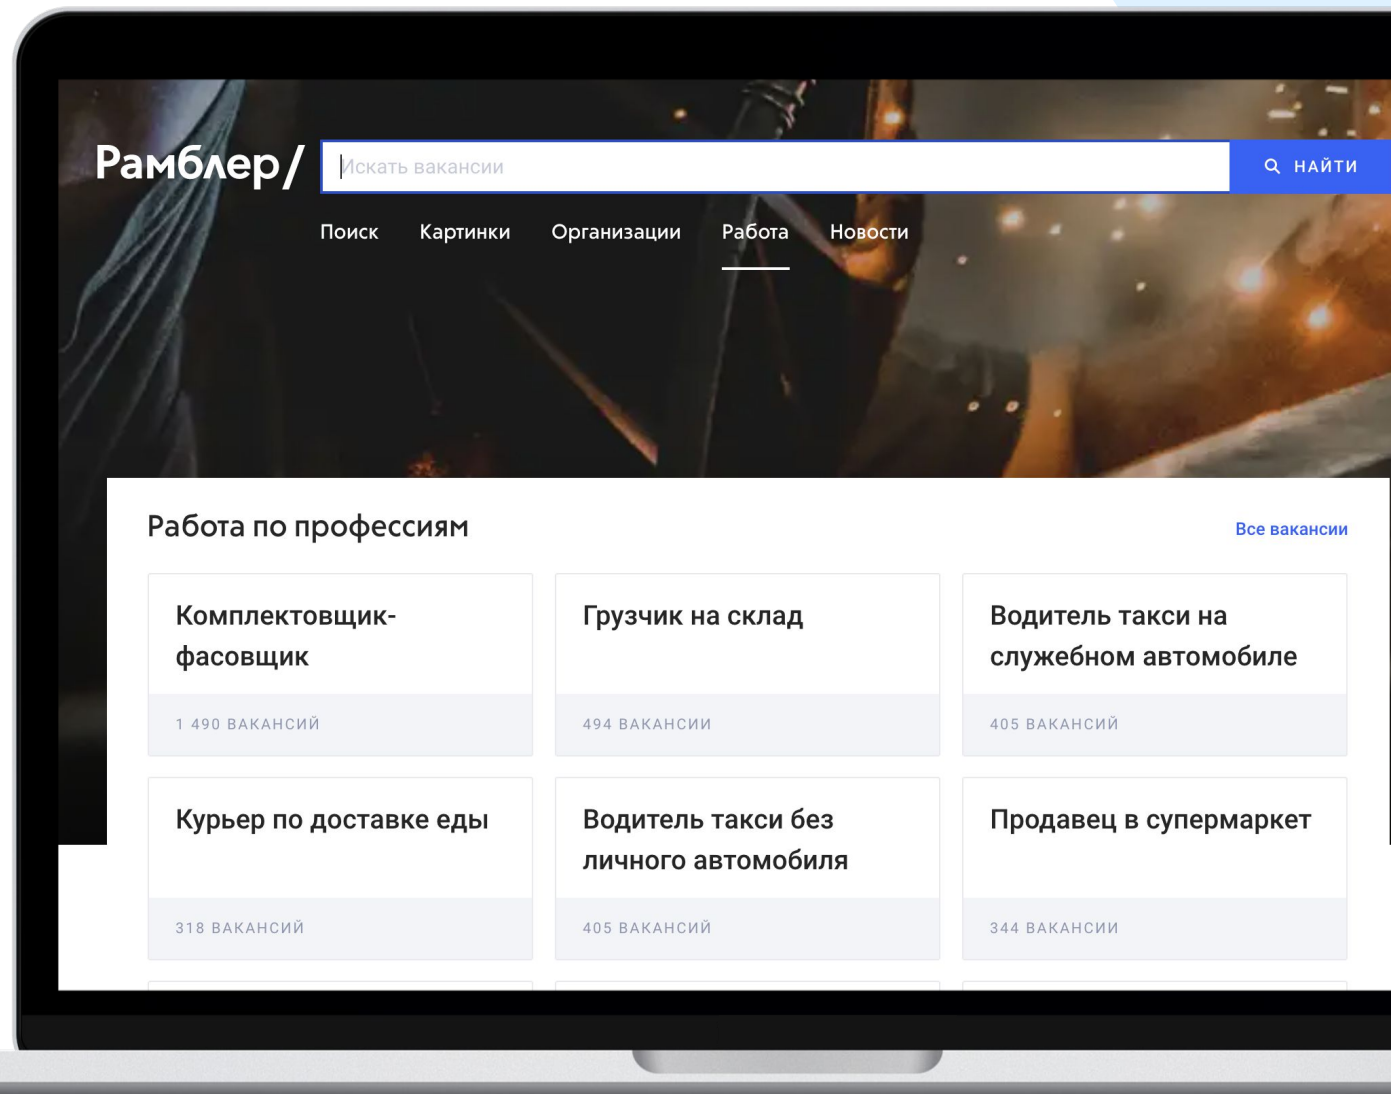 Рамблер/
Искать вакансии
НАЙТИ
Поиск Картинки Организации Работа Новости
Работа по профессиям
Все вакансии
Комплектовщик-
фасовщик
1 490 ВАКАНСИЙ
Грузчик на склад
494 ВАКАНСИИ
Водитель такси на
служебном автомобиле
405 ВАКАНСИЙ
Курьер по доставке еды
318 ВАКАНСИЙ
Водитель такси без
личного автомобиля
405 ВАКАНСИЙ
Продавец в супермаркет
344 ВАКАНСИИ